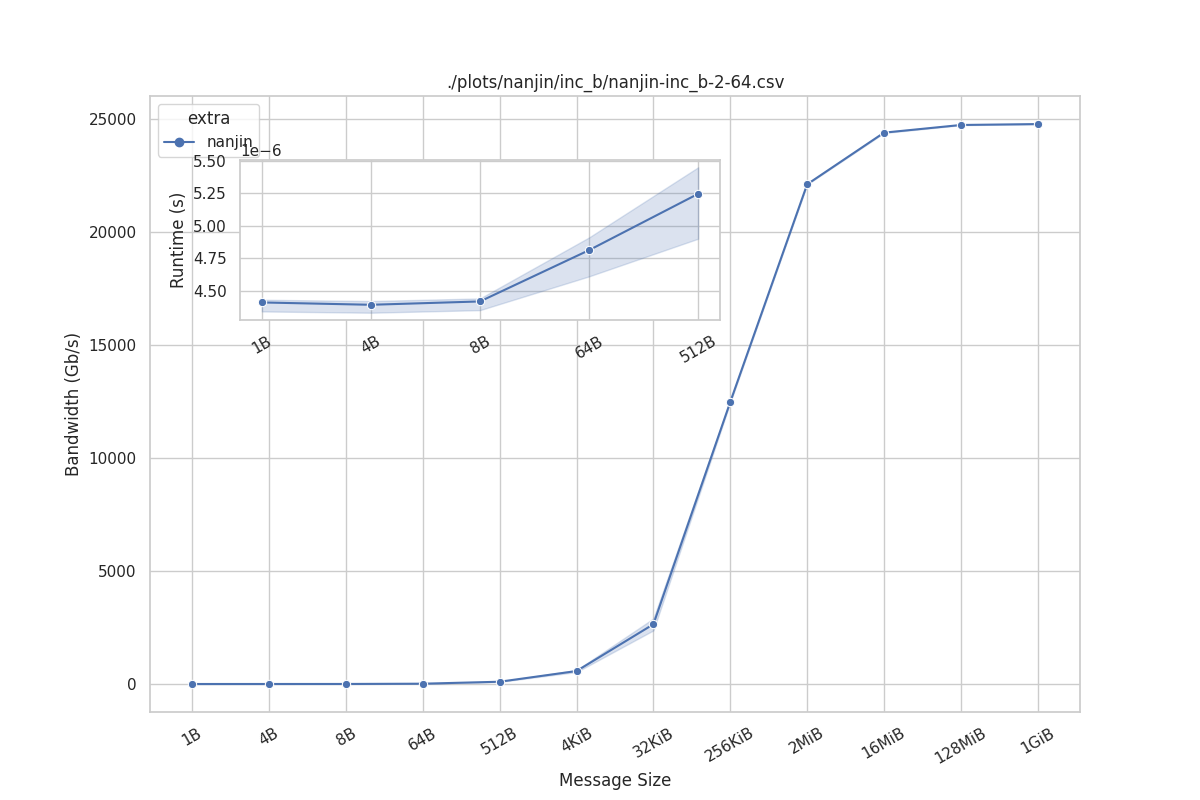 ./plots/nanjin/inc_b/nanjin-inc_b-2-64.csv
extra
nanjin
1e−6
5.50
5.25
5.00
4.75
4.50
Runtime (s)
1B
4B
8B
64B
512B
25000
20000
15000
10000
5000
0
Bandwidth (Gb/s)
1B
4B
8B
64B
512B
4KiB
32KiB
256KiB
2MiB
16MiB
128MiB
1GiB
Message Size